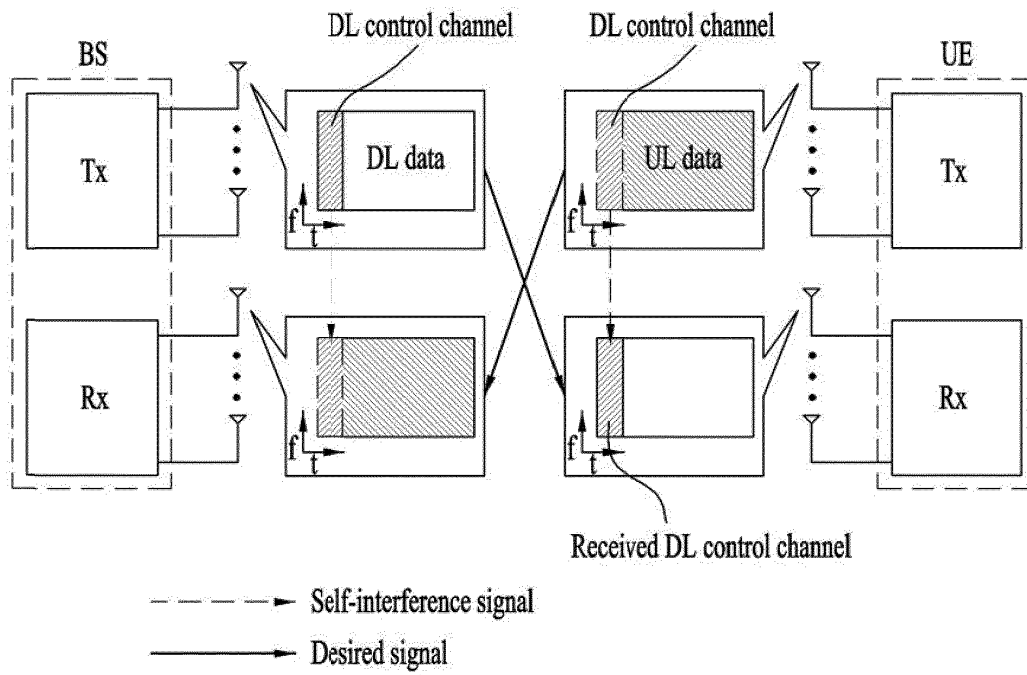 DL control channel
DL control channel
BS
UE
Tx
DL data
UL data
Tx
f
t
f
t
Rx
Rx
f
t
f
t
Received DL control channel
Self-interference signal
Desired signal